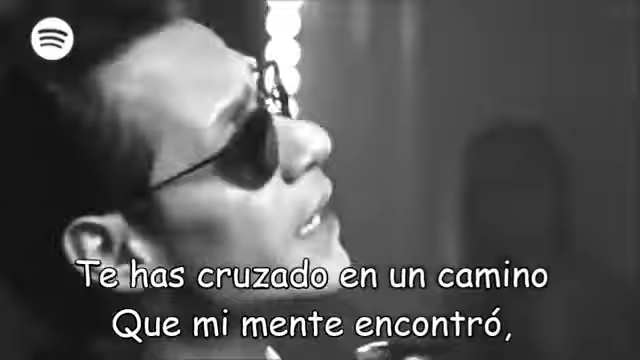 Te has cruzado en un camino
Que mi mente encontró,